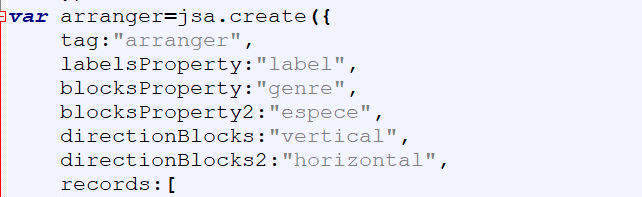 var arranger=jsa.create({
tag:"arranger",
labelsProperty:"label",
blocksProperty:"genre",
blocksProperty2:"espece",
directionBlocks:"vertical",
directionBlocks2:"horizontal",
records:[